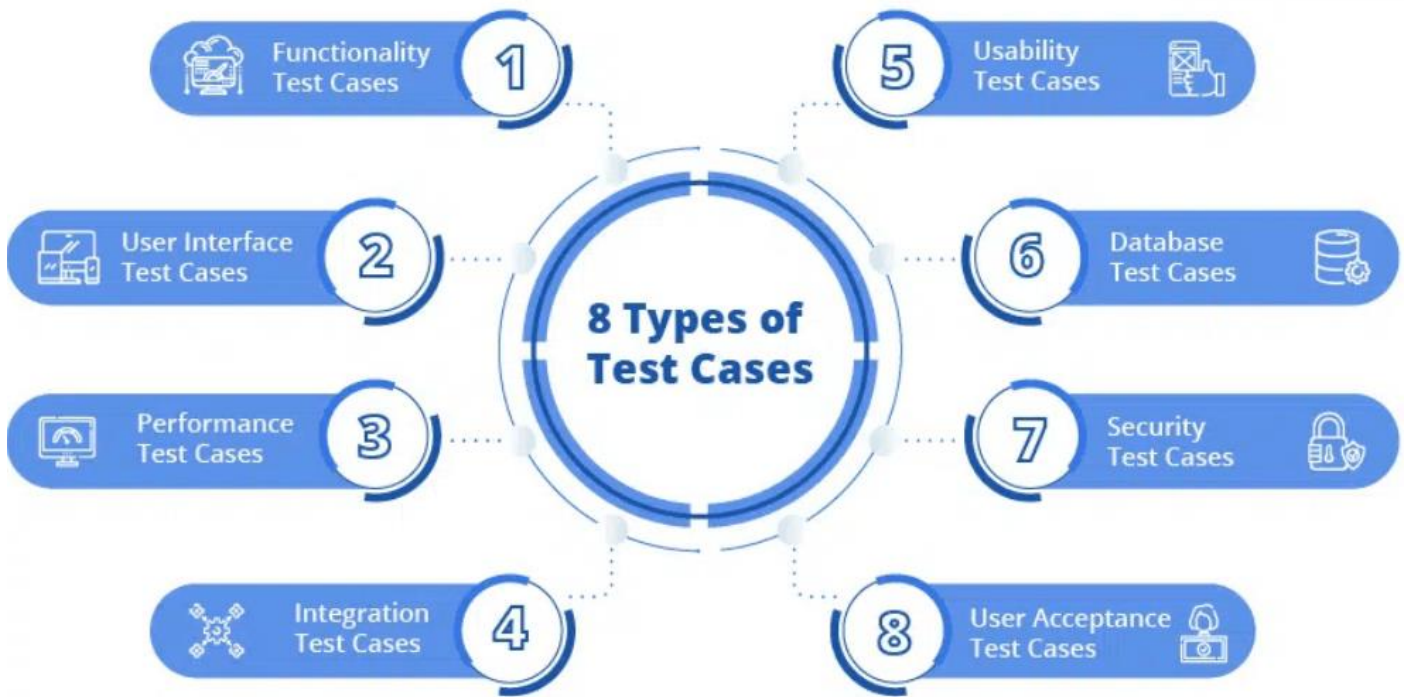 Functionality
Test Cases
1
User Interface
Test Cases
2
Performance
Test Cases
3
Integration
Test Cases
4
8 Types of
Test Cases
5
Usability
Test Cases
6
Database
Test Cases
7
Security
Test Cases
8
User Acceptance
Test Cases